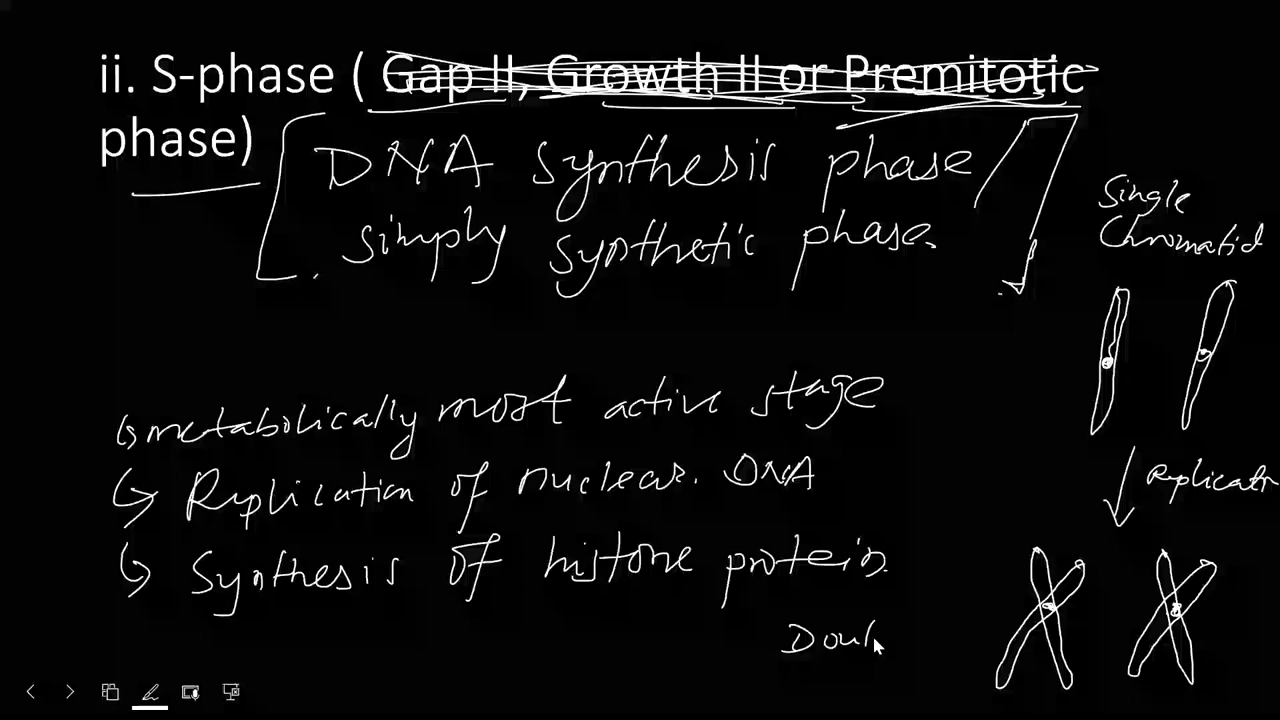 ii. S-phase ( Gap II, Growth II or Premitotic
phase)
DNA synthesis phase/
simply synthetic phase.
Single
Chromatid
metabolically most active stage
Replication of nuclear DNA
Synthesis of histone protein.
Replicatn
Doubl